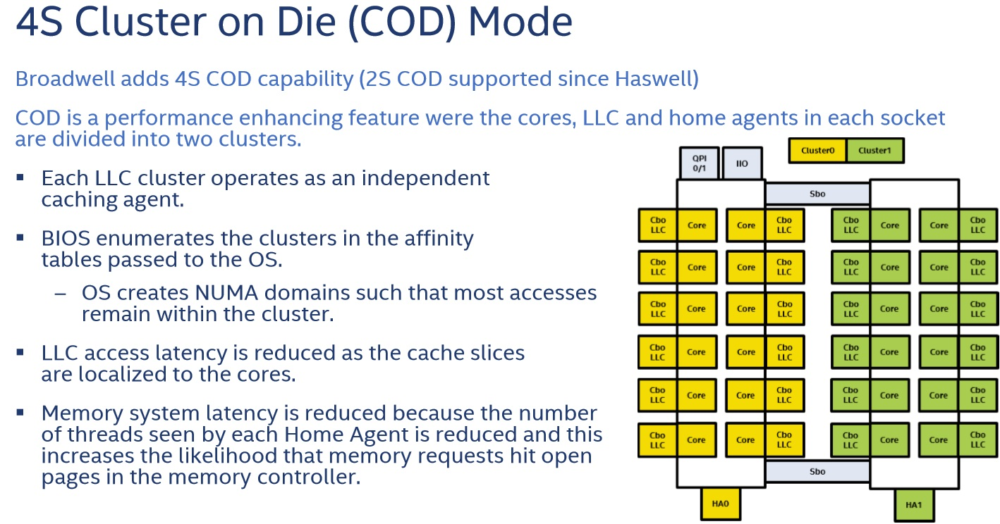 4S Cluster on Die (COD) Mode
Broadwell adds 4S COD capability (2S COD supported since Haswell)
COD is a performance enhancing feature were the cores, LLC and home agents in each socket
are divided into two clusters.
▪ Each LLC cluster operates as an independent
caching agent.
▪ BIOS enumerates the clusters in the affinity
tables passed to the OS.
– OS creates NUMA domains such that most accesses
remain within the cluster.
▪ LLC access latency is reduced as the cache slices
are localized to the cores.
▪ Memory system latency is reduced because the number
of threads seen by each Home Agent is reduced and this
increases the likelihood that memory requests hit open
pages in the memory controller.
Cluster0 Cluster1
QPI
0/1
IIO
Sbo
Cbo Cbo Cbo Cbo
LLC Core Core LLC LLC Core Core LLC
Cbo Cbo Cbo Cbo
LLC Core Core LLC LLC Core Core LLC
Cbo Cbo Cbo Cbo
LLC Core Core LLC LLC Core Core LLC
Cbo Cbo Cbo Cbo
LLC Core Core LLC LLC Core Core LLC
Cbo Cbo Cbo Cbo
LLC Core Core LLC LLC Core Core LLC
Cbo Cbo Cbo Cbo
LLC Core Core LLC LLC Core Core LLC
Sbo
HA0 HA1